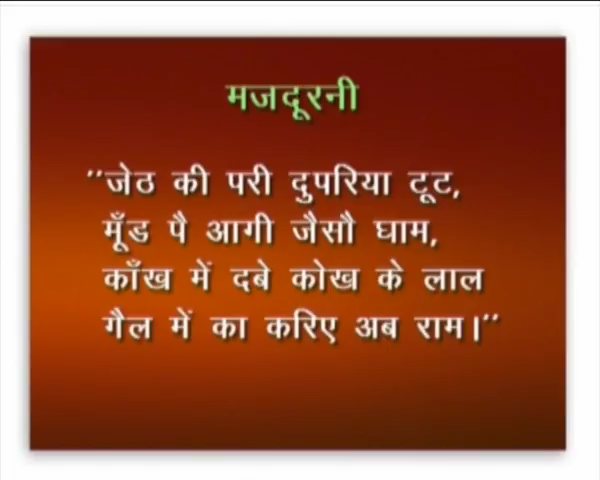 मजदूरनी
"जेठ की परी दुपरिया टूट,
मूँड पै आगी जैसौ घाम,
काँख में दबे कोख के लाल
गैल में का करिए अब राम।"